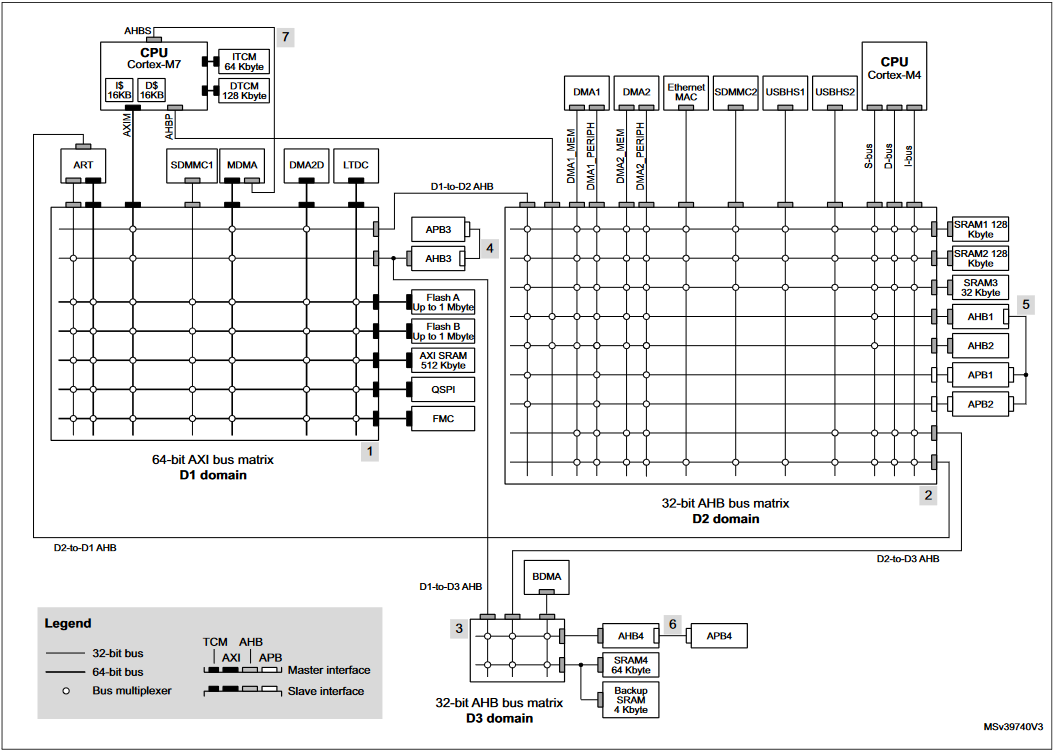 AHBS
7
CPU
Cortex-M7
I$
16KB
D$
16KB
ITCM
64 Kbyte
DTCM
128 Kbyte
AXIM
AHBP
CPU
Cortex-M4
DMA1
DMA2
Ethernet
MAC
SDMMC2
USBHS1
USBHS2
DMA1_MEM
DMA1_PERIPH
DMA2_MEM
DMA2_PERIPH
S-bus
D-bus
I-bus
ART
SDMMC1
MDMA
DMA2D
LTDC
D1-to-D2 AHB
APB3
4
AHB3
Flash A
Up to 1 Mbyte
Flash B
Up to 1 Mbyte
AXI SRAM
512 Kbyte
QSPI
FMC
1
64-bit AXI bus matrix
D1 domain
SRAM1 128
Kbyte
SRAM2 128
Kbyte
SRAM3
32 Kbyte
5
AHB1
AHB2
APB1
APB2
2
32-bit AHB bus matrix
D2 domain
D2-to-D1 AHB
D2-to-D3 AHB
D1-to-D3 AHB
BDMA
3
AHB4
6
APB4
SRAM4
64 Kbyte
Backup
SRAM
4 Kbyte
32-bit AHB bus matrix
D3 domain
Legend
32-bit bus
64-bit bus
Bus multiplexer
TCM
AHB
AXI
APB
Master interface
Slave interface
MSv39740V3